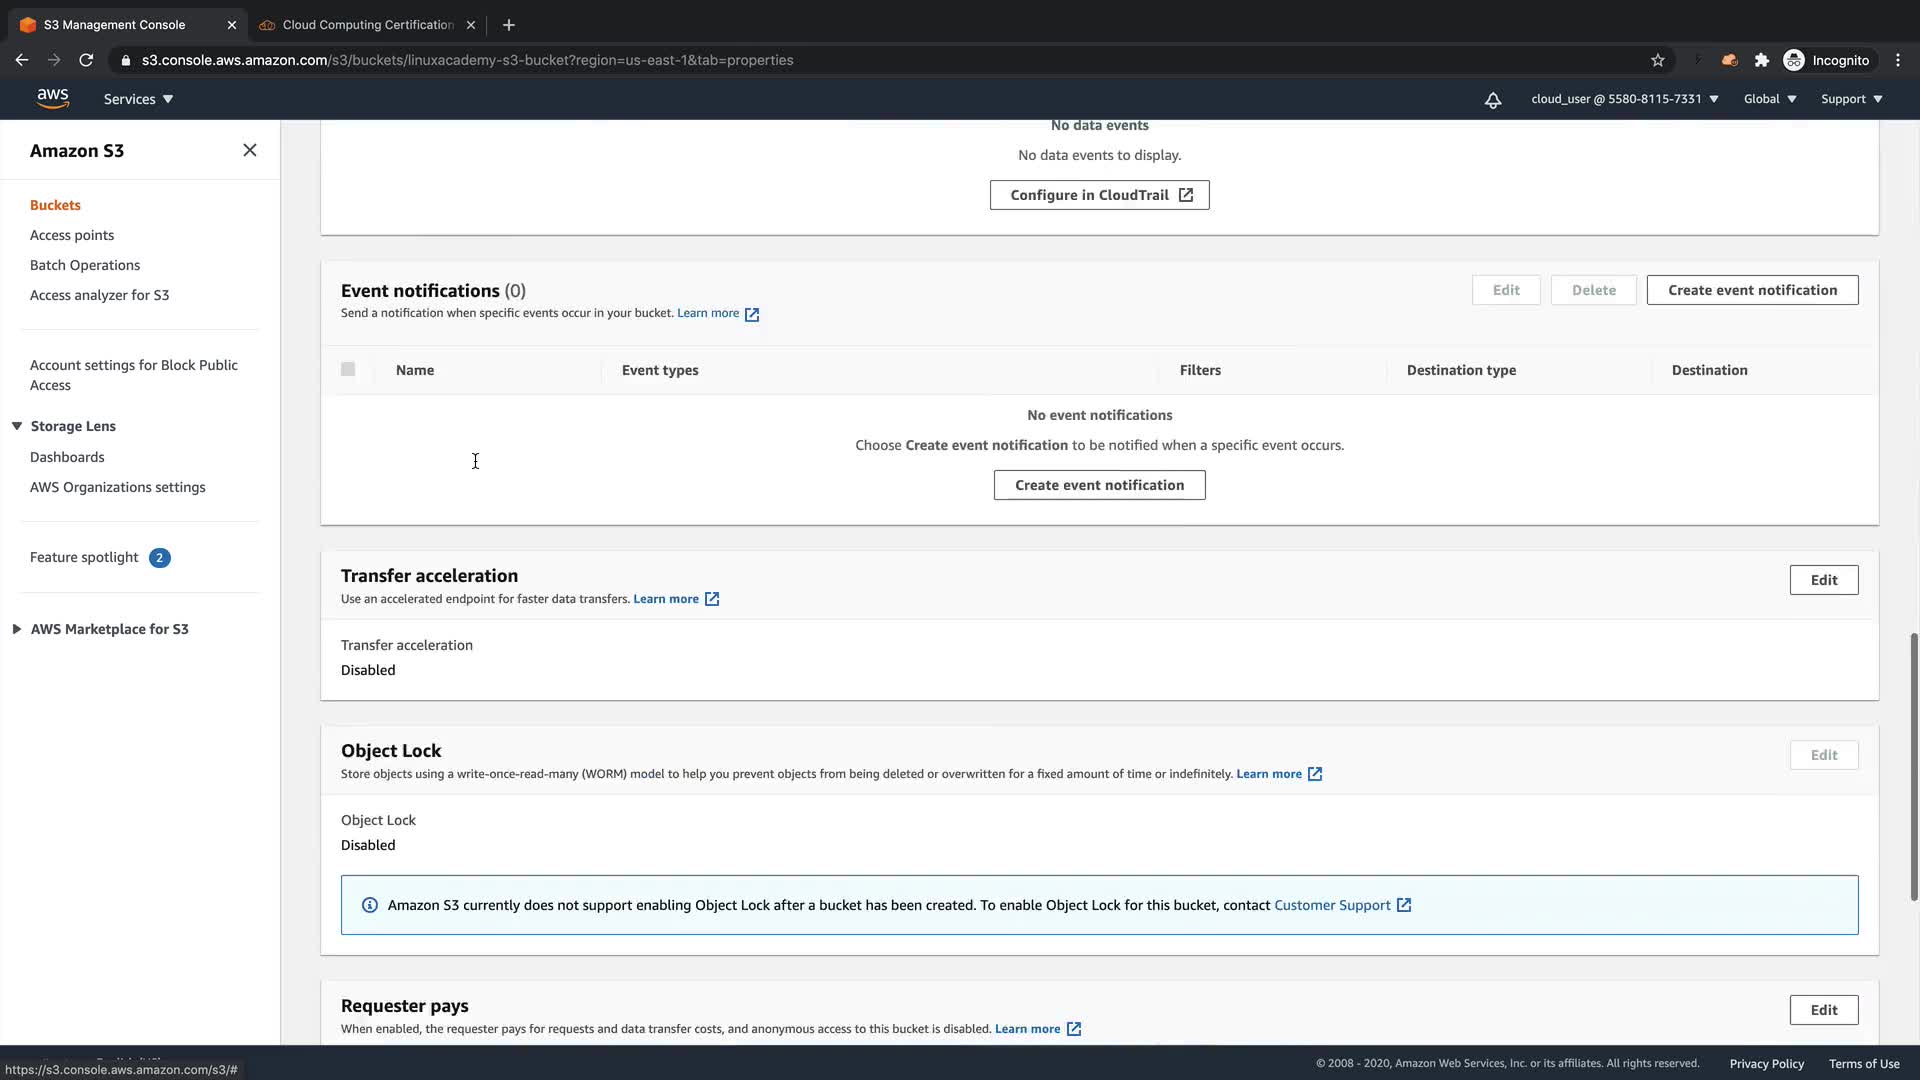 S3 Management Console
Cloud Computing Certification
s3.console.aws.amazon.com/s3/buckets/linuxacademy-s3-bucket?region=us-east-1&tab=properties
Incognito
aws
Services
cloud_user @ 5580-8115-7331
Global
Support
Amazon S3
Buckets
Access points
Batch Operations
Access analyzer for S3
Account settings for Block Public
Access
Storage Lens
Dashboards
AWS Organizations settings
Feature spotlight 2
AWS Marketplace for S3
No data events
No data events to display.
Configure in CloudTrail
Event notifications (0)
Send a notification when specific events occur in your bucket. Learn more
Edit
Delete
Create event notification
Name
Event types
Filters
Destination type
Destination
No event notifications
Choose Create event notification to be notified when a specific event occurs.
Create event notification
Transfer acceleration
Use an accelerated endpoint for faster data transfers. Learn more
Edit
Transfer acceleration
Disabled
Object Lock
Store objects using a write-once-read-many (WORM) model to help you prevent objects from being deleted or overwritten for a fixed amount of time or indefinitely. Learn more
Edit
Object Lock
Disabled
Amazon S3 currently does not support enabling Object Lock after a bucket has been created. To enable Object Lock for this bucket, contact Customer Support
Requester pays
When enabled, the requester pays for requests and data transfer costs, and anonymous access to this bucket is disabled. Learn more
Edit
https://s3.console.aws.amazon.com/s3/#
© 2008 - 2020, Amazon Web Services, Inc. or its affiliates. All rights reserved.
Privacy Policy
Terms of Use